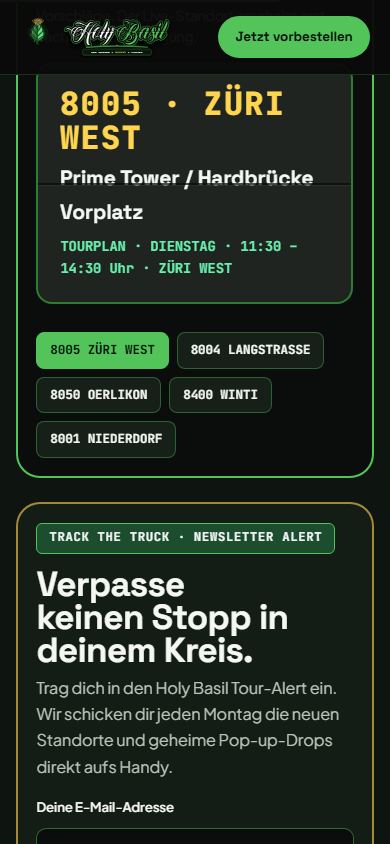 Holy Basil
Jetzt vorbestellen
8005 · ZÜRI
WEST
Prime Tower / Hardbrücke
Vorplatz
TOURPLAN · DIENSTAG · 11:30 –
14:30 Uhr · ZÜRI WEST
8005 ZÜRI WEST
8004 LANGSTRASSE
8050 OERLIKON
8400 WINTI
8001 NIEDERDORF
TRACK THE TRUCK · NEWSLETTER ALERT
Verpasse
keinen Stopp in
deinem Kreis.
Trag dich in den Holy Basil Tour-Alert ein.
Wir schicken dir jeden Montag die neuen
Standorte und geheime Pop-up-Drops
direkt aufs Handy.
Deine E-Mail-Adresse